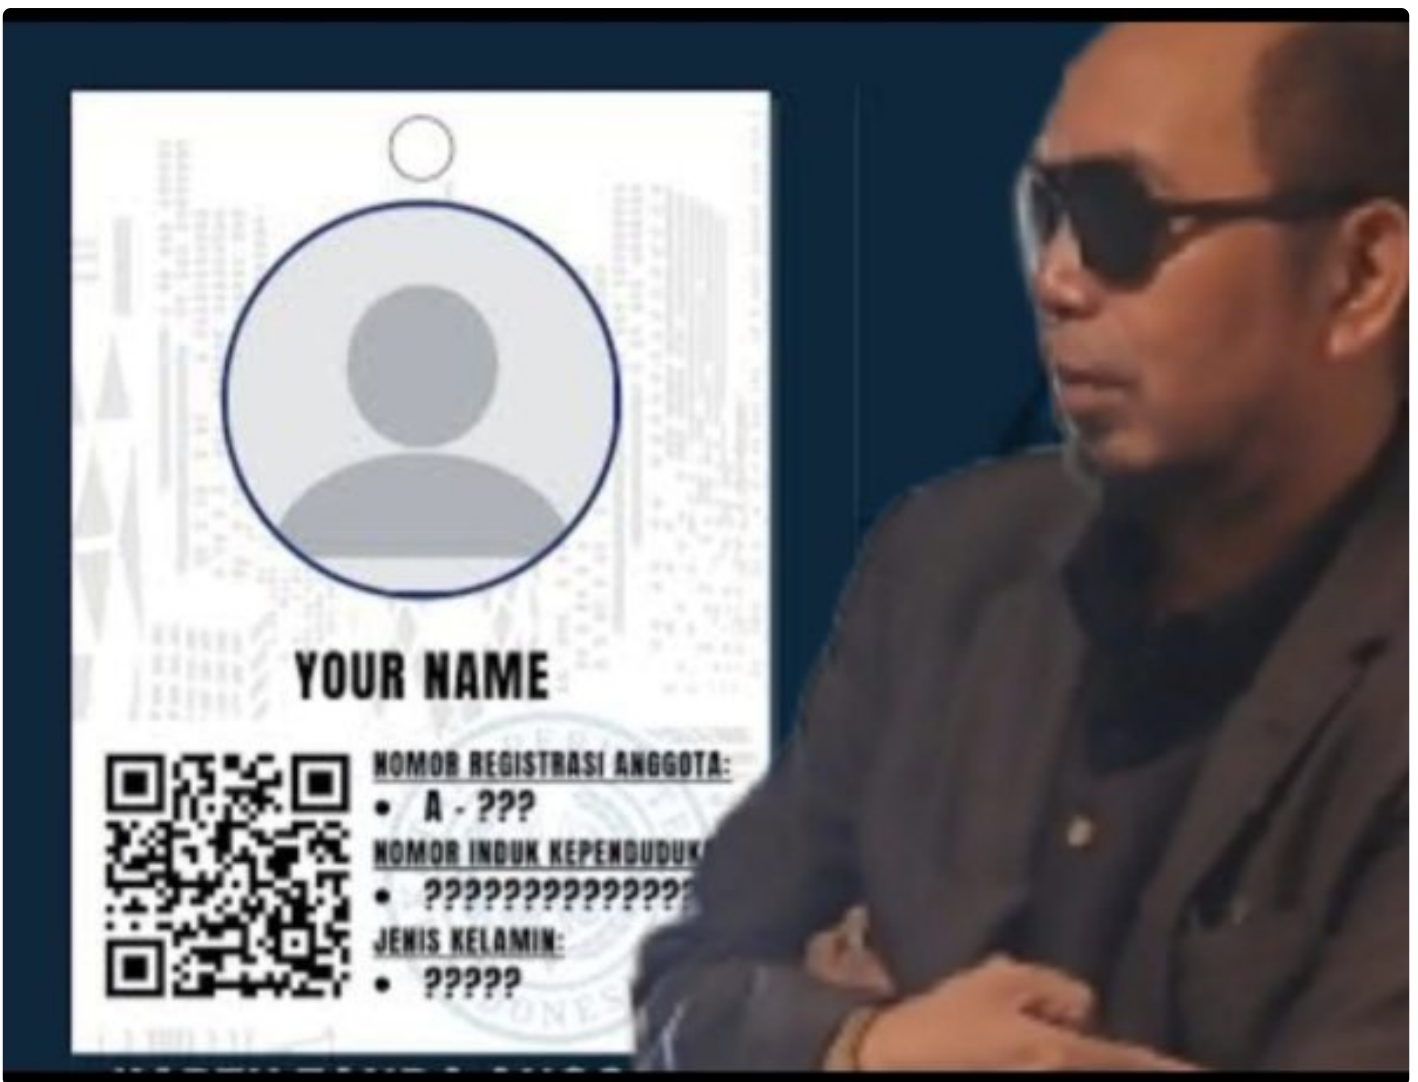 YOUR NAME
NOMOR REGISTRASI ANGGOTA:
• A - ???
NOMOR INDUK KEPENDUDUK
• ??????????????
JENIS KELAMIN:
• ?????